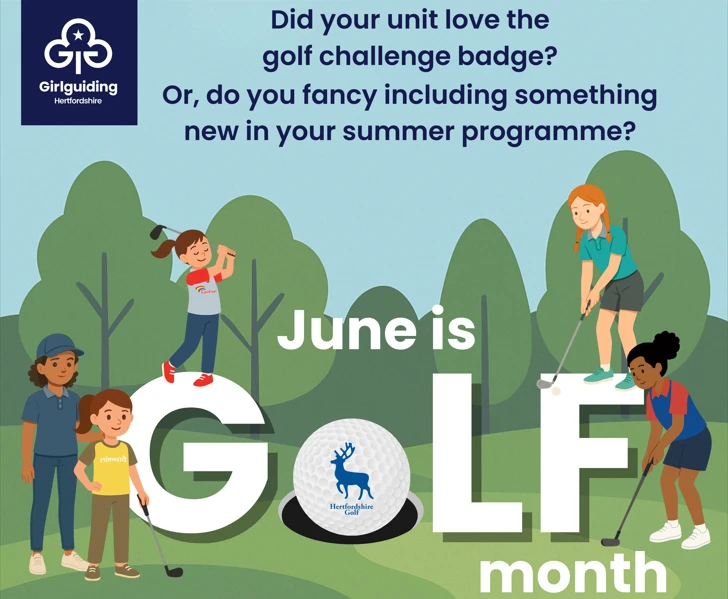 Girlguiding
Hertfordshire
Did your unit love the
golf challenge badge?
Or, do you fancy including something
new in your summer programme?
June is
GOLF
Hertfordshire
Golf
month